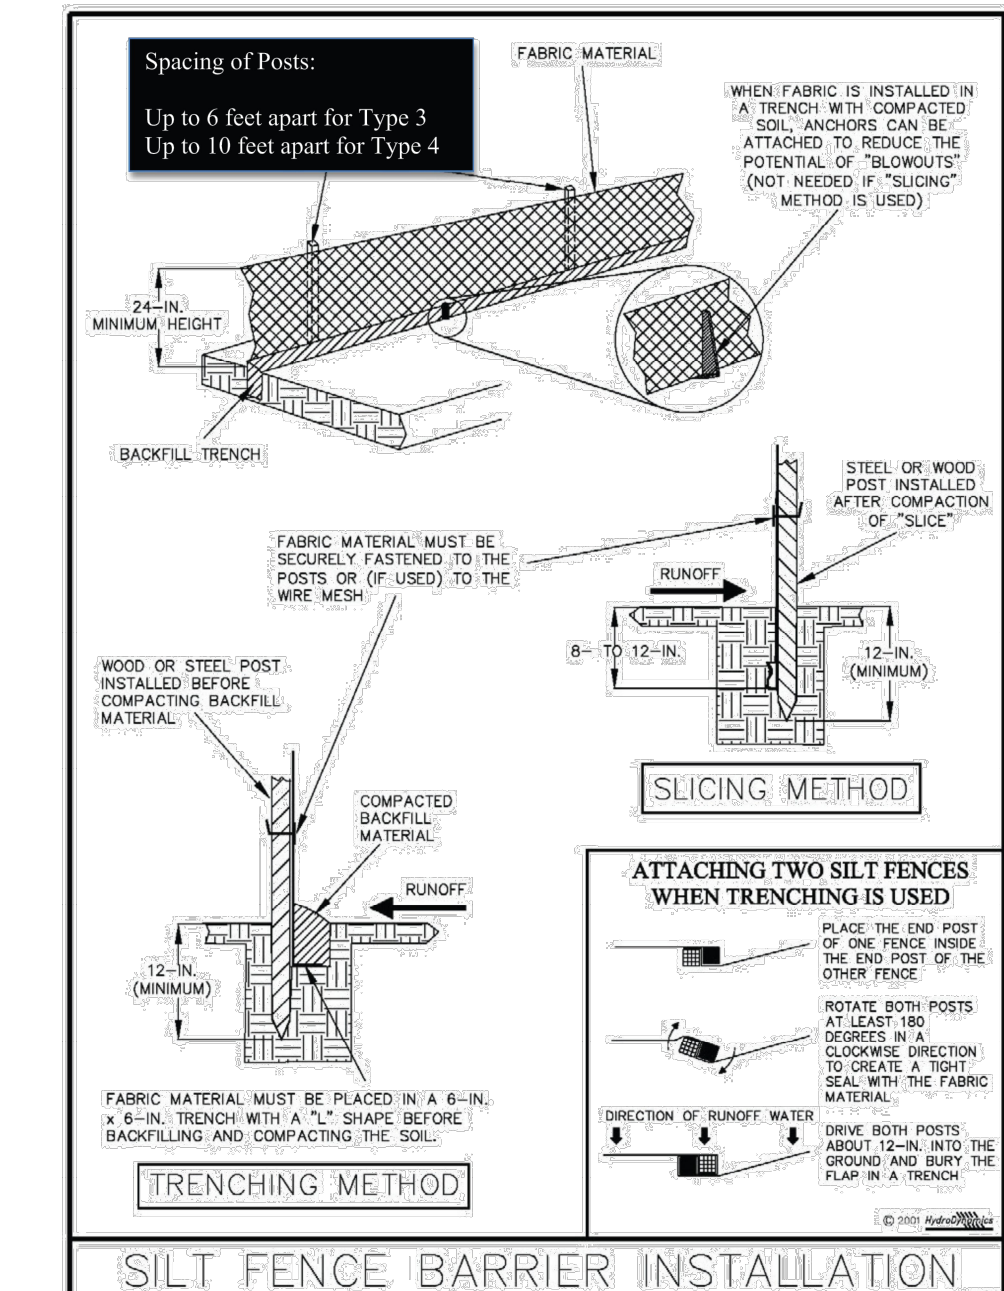 Spacing of Posts:
Up to 6 feet apart for Type 3
Up to 10 feet apart for Type 4
FABRIC MATERIAL
WHEN FABRIC IS INSTALLED IN
A TRENCH WITH COMPACTED
SOIL, ANCHORS CAN BE
ATTACHED TO REDUCE THE
POTENTIAL OF "BLOWOUTS"
(NOT NEEDED IF "SLICING"
METHOD IS USED)
24-IN.
MINIMUM HEIGHT
BACKFILL TRENCH
STEEL OR WOOD
POST INSTALLED
AFTER COMPACTION
OF "SLICE"
FABRIC MATERIAL MUST BE
SECURELY FASTENED TO THE
POSTS OR (IF USED) TO THE
WIRE MESH
RUNOFF
8- TO 12-IN.
12-IN.
(MINIMUM)
SLICING METHOD
WOOD OR STEEL POST
INSTALLED BEFORE
COMPACTING BACKFILL
MATERIAL
COMPACTED
BACKFILL
MATERIAL
RUNOFF
12-IN.
(MINIMUM)
FABRIC MATERIAL MUST BE PLACED IN A 6-IN.
x 6-IN. TRENCH WITH A "L" SHAPE BEFORE
BACKFILLING AND COMPACTING THE SOIL.
TRENCHING METHOD
ATTACHING TWO SILT FENCES
WHEN TRENCHING IS USED
PLACE THE END POST
OF ONE FENCE INSIDE
THE END POST OF THE
OTHER FENCE
ROTATE BOTH POSTS
AT LEAST 180
DEGREES IN A
CLOCKWISE DIRECTION
TO CREATE A TIGHT
SEAL WITH THE FABRIC
MATERIAL
DIRECTION OF RUNOFF WATER
DRIVE BOTH POSTS
ABOUT 12-IN. INTO THE
GROUND AND BURY THE
FLAP IN A TRENCH
© 2001 HydroDynamics
SILT FENCE BARRIER INSTALLATION